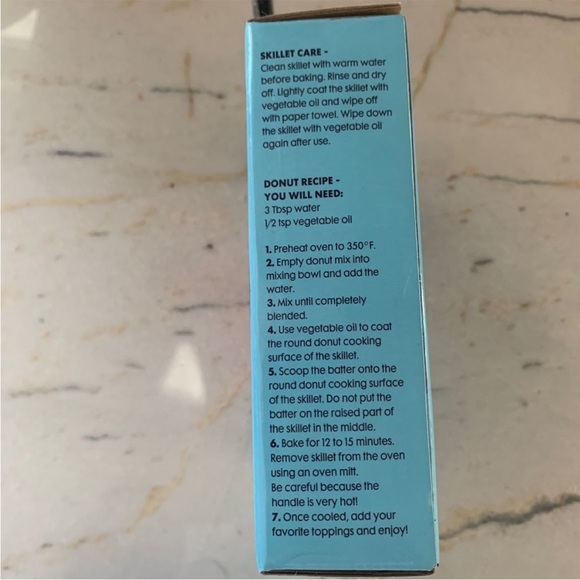 SKILLET CARE -
Clean skillet with warm water
before baking. Rinse and dry
off. Lightly coat the skillet with
vegetable oil and wipe off
with paper towel. Wipe down
the skillet with vegetable oil
again after use.
DONUT RECIPE -
YOU WILL NEED:
3 Tbsp water
1/2 tsp vegetable oil
1. Preheat oven to 350°F.
2. Empty donut mix into
mixing bowl and add the
water.
3. Mix until completely
blended.
4. Use vegetable oil to coat
the round donut cooking
surface of the skillet.
5. Scoop the batter onto the
round donut cooking surface
of the skillet. Do not put the
batter on the raised part of
the skillet in the middle.
6. Bake for 12 to 15 minutes.
Remove skillet from the oven
using an oven mitt.
Be careful because the
handle is very hot!
7. Once cooled, add your
favorite toppings and enjoy!